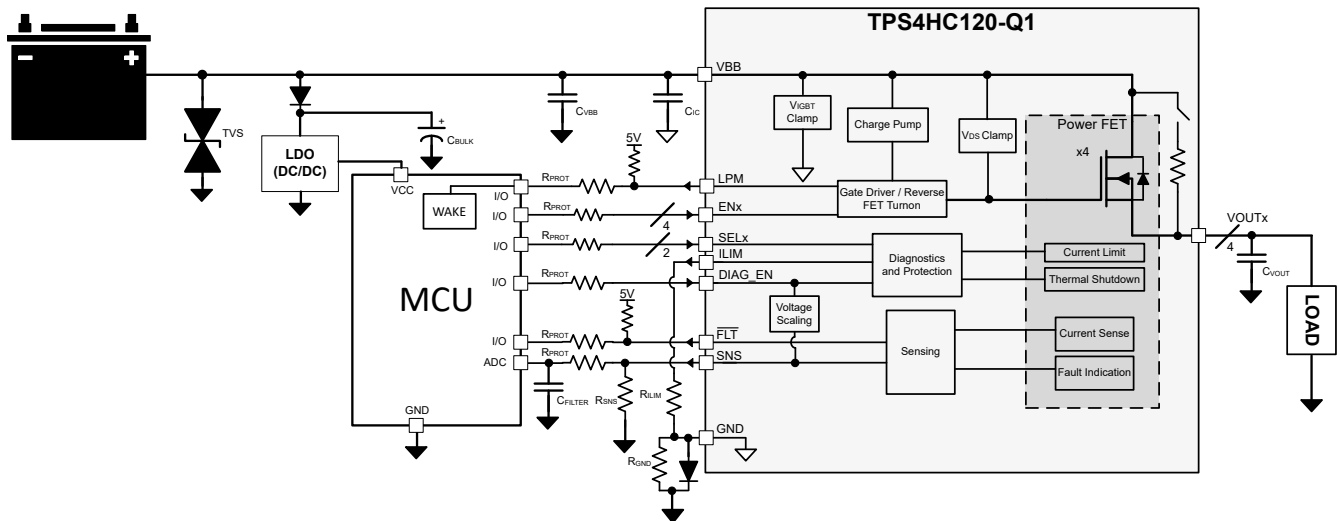 TPS4HC120-Q1
− +
VBB
TVS
LDO
(DC/DC)
CBULK
+
CVBB
CIC
VIGBT
Clamp
Charge Pump
VDS Clamp
Power FET
x4
VCC
WAKE
I/O
RPROT
5V
LPM
Gate Driver / Reverse
FET Turnon
I/O
RPROT
4
ENx
I/O
RPROT
2
SELx
ILIM
Diagnostics
and Protection
Current Limit
Thermal Shutdown
VOUTx
4
CVOUT
LOAD
MCU
I/O
RPROT
DIAG_EN
5V
Voltage
Scaling
I/O
RPROT
FLT
Sensing
Current Sense
Fault Indication
ADC
RPROT
SNS
CFILTER
RSNS
RILIM
GND
GND
RGND